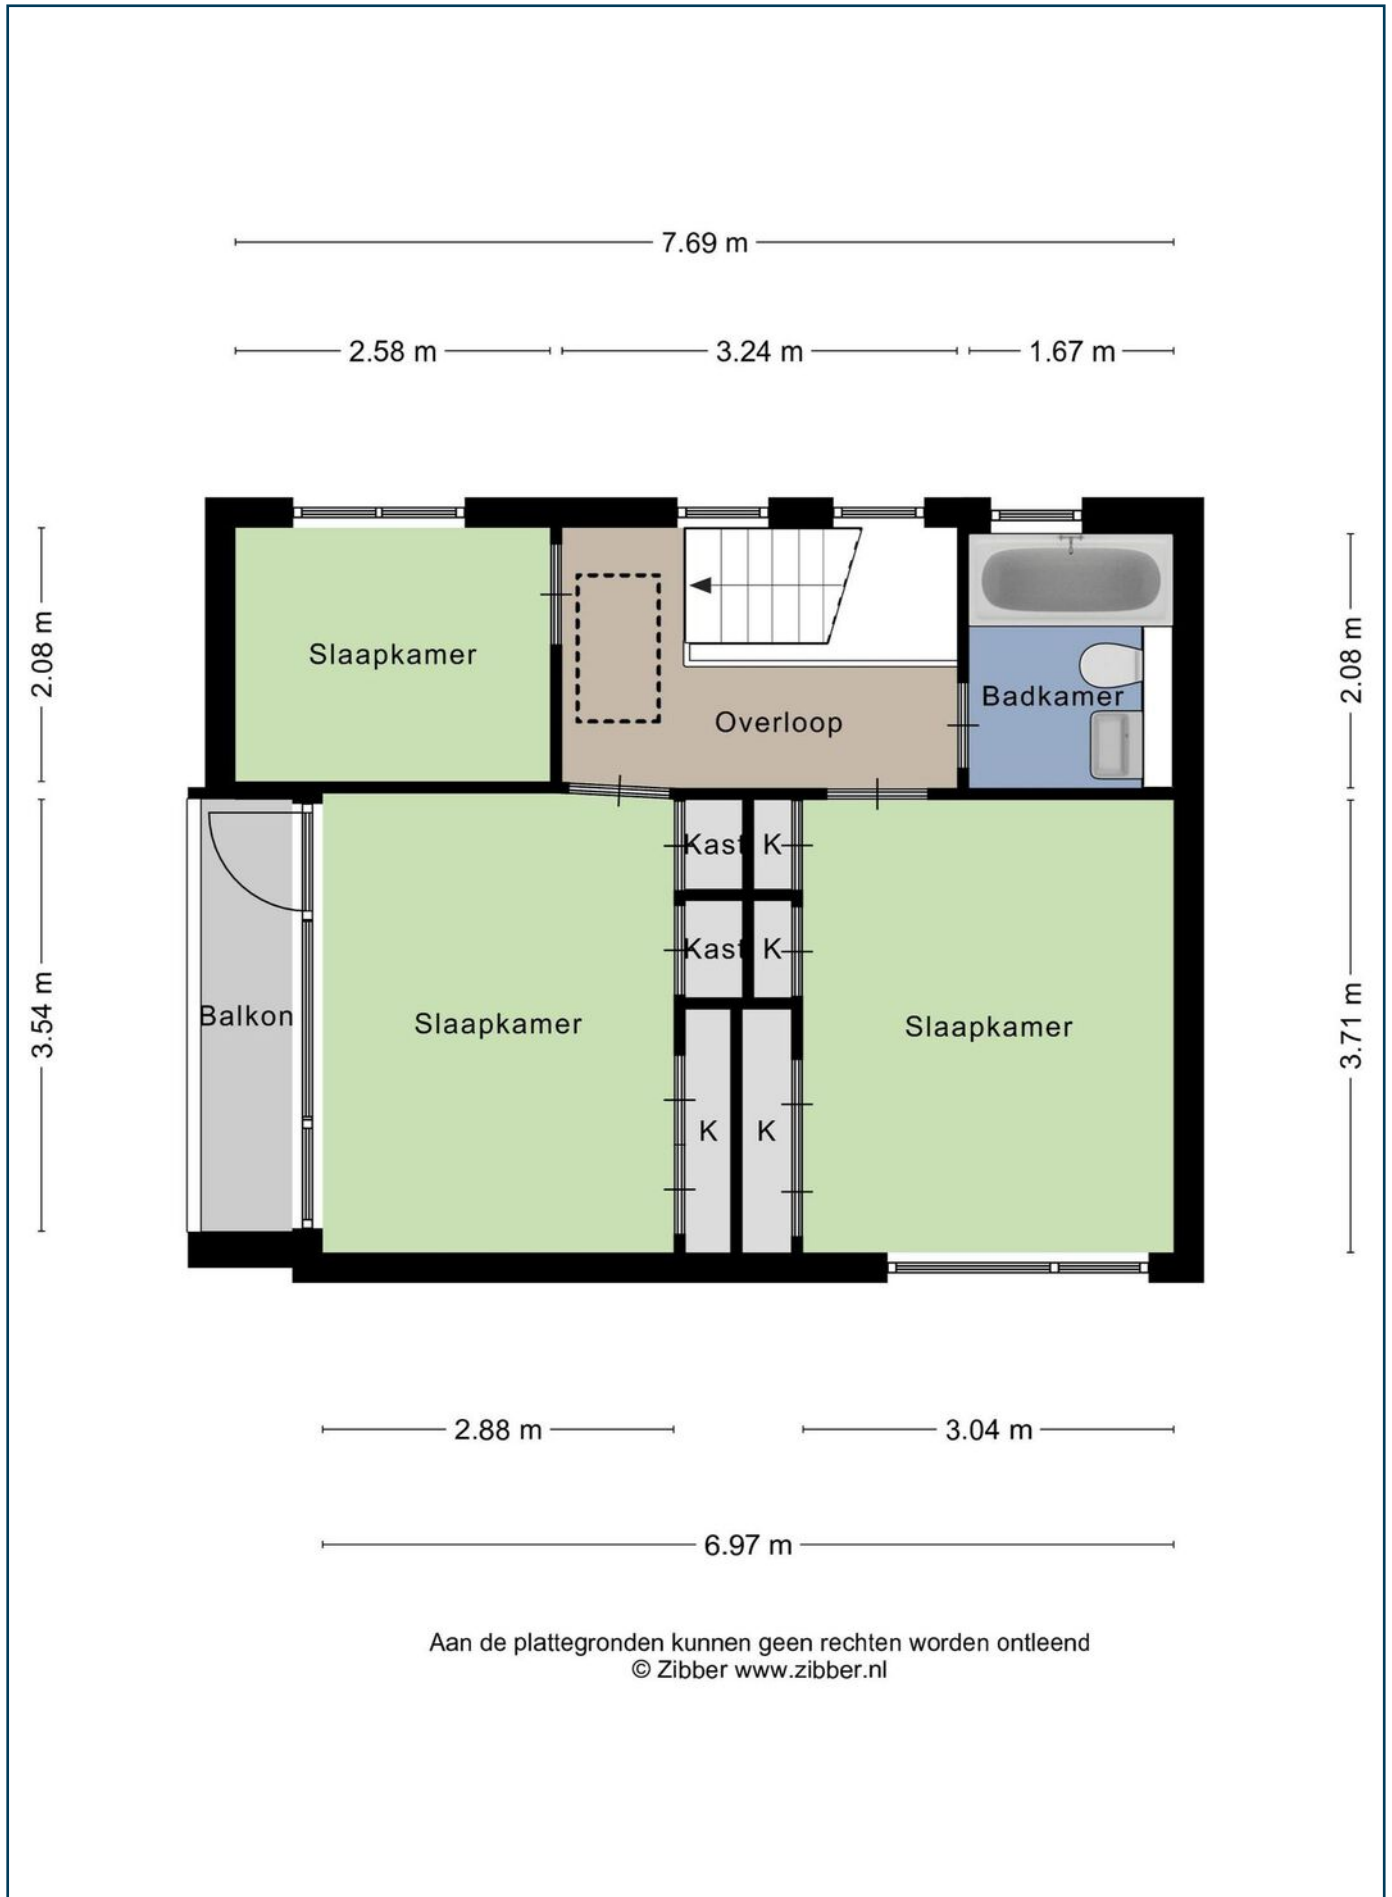 7.69 m
2.58 m
3.24 m
1.67 m
2.08 m
2.08 m
Slaapkamer
Badkamer
Overloop
Kast
K
Kast
K
3.54 m
Balkon
Slaapkamer
Slaapkamer
3.71 m
K
K
2.88 m
3.04 m
6.97 m
Aan de plattegronden kunnen geen rechten worden ontleend
© Zibber www.zibber.nl